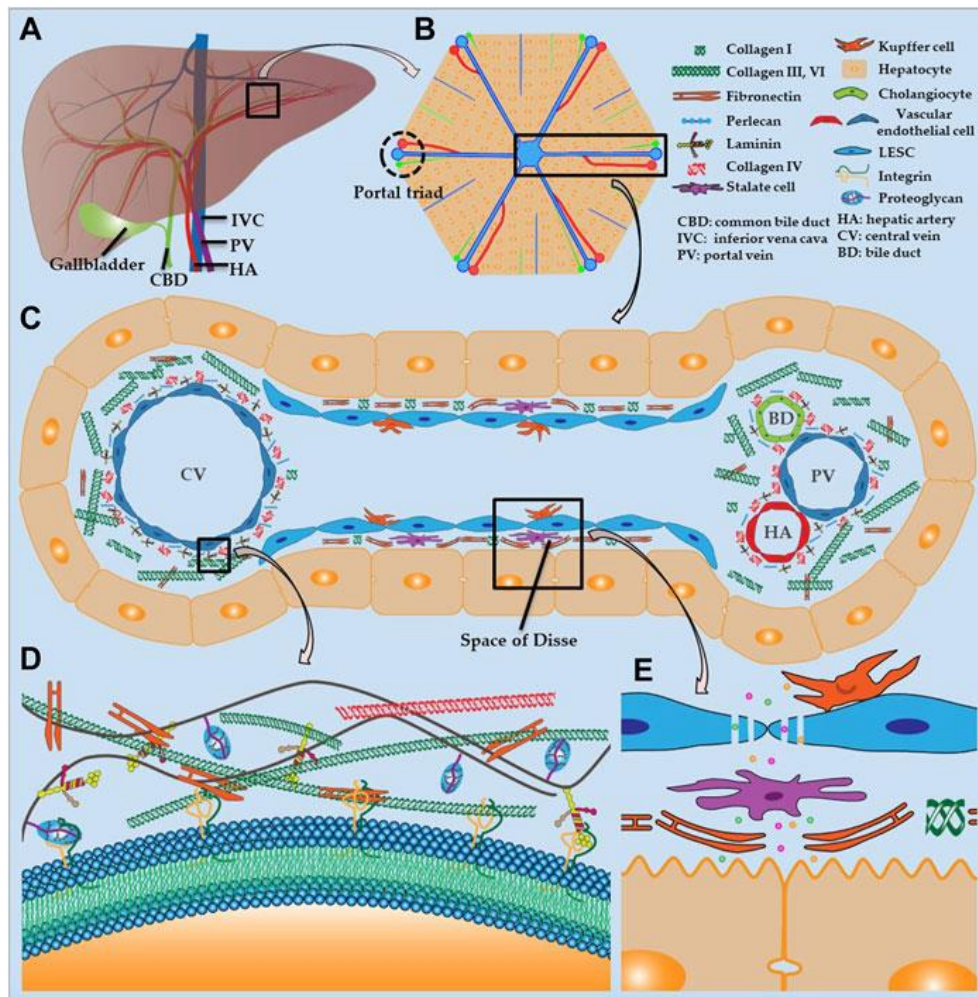 A
Gallbladder
CBD
IVC
PV
HA
B
Portal triad
Collagen I
Collagen III, VI
Fibronectin
Perlecan
Laminin
Collagen IV
Stalate cell
Kupffer cell
Hepatocyte
Cholangiocyte
Vascular
endothelial cell
LESC
Integrin
Proteoglycan
CBD: common bile duct
IVC: inferior vena cava
PV: portal vein
HA: hepatic artery
CV: central vein
BD: bile duct
C
CV
BD
PV
HA
Space of Disse
D
E